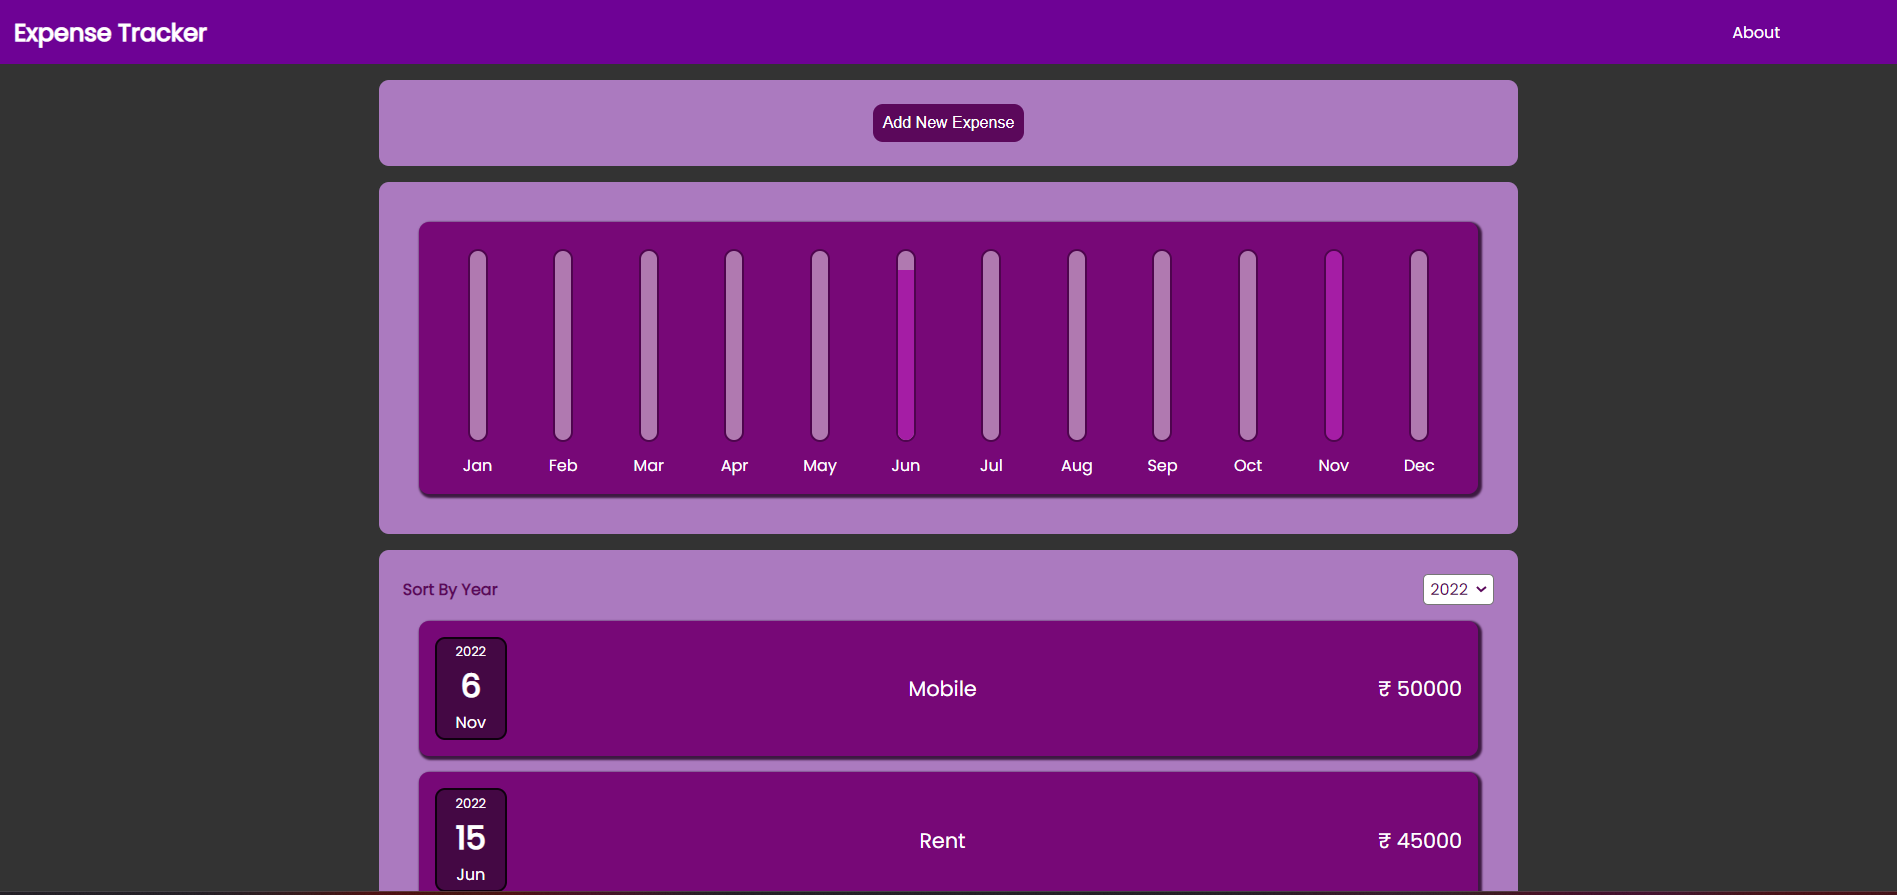 Expense Tracker About
Add New Expense
Jan Feb Mar Apr May Jun Jul Aug Sep Oct Nov Dec
Sort By Year 2022
2022
6 Mobile ₹ 50000
Nov
2022
15 Rent ₹ 45000
Jun